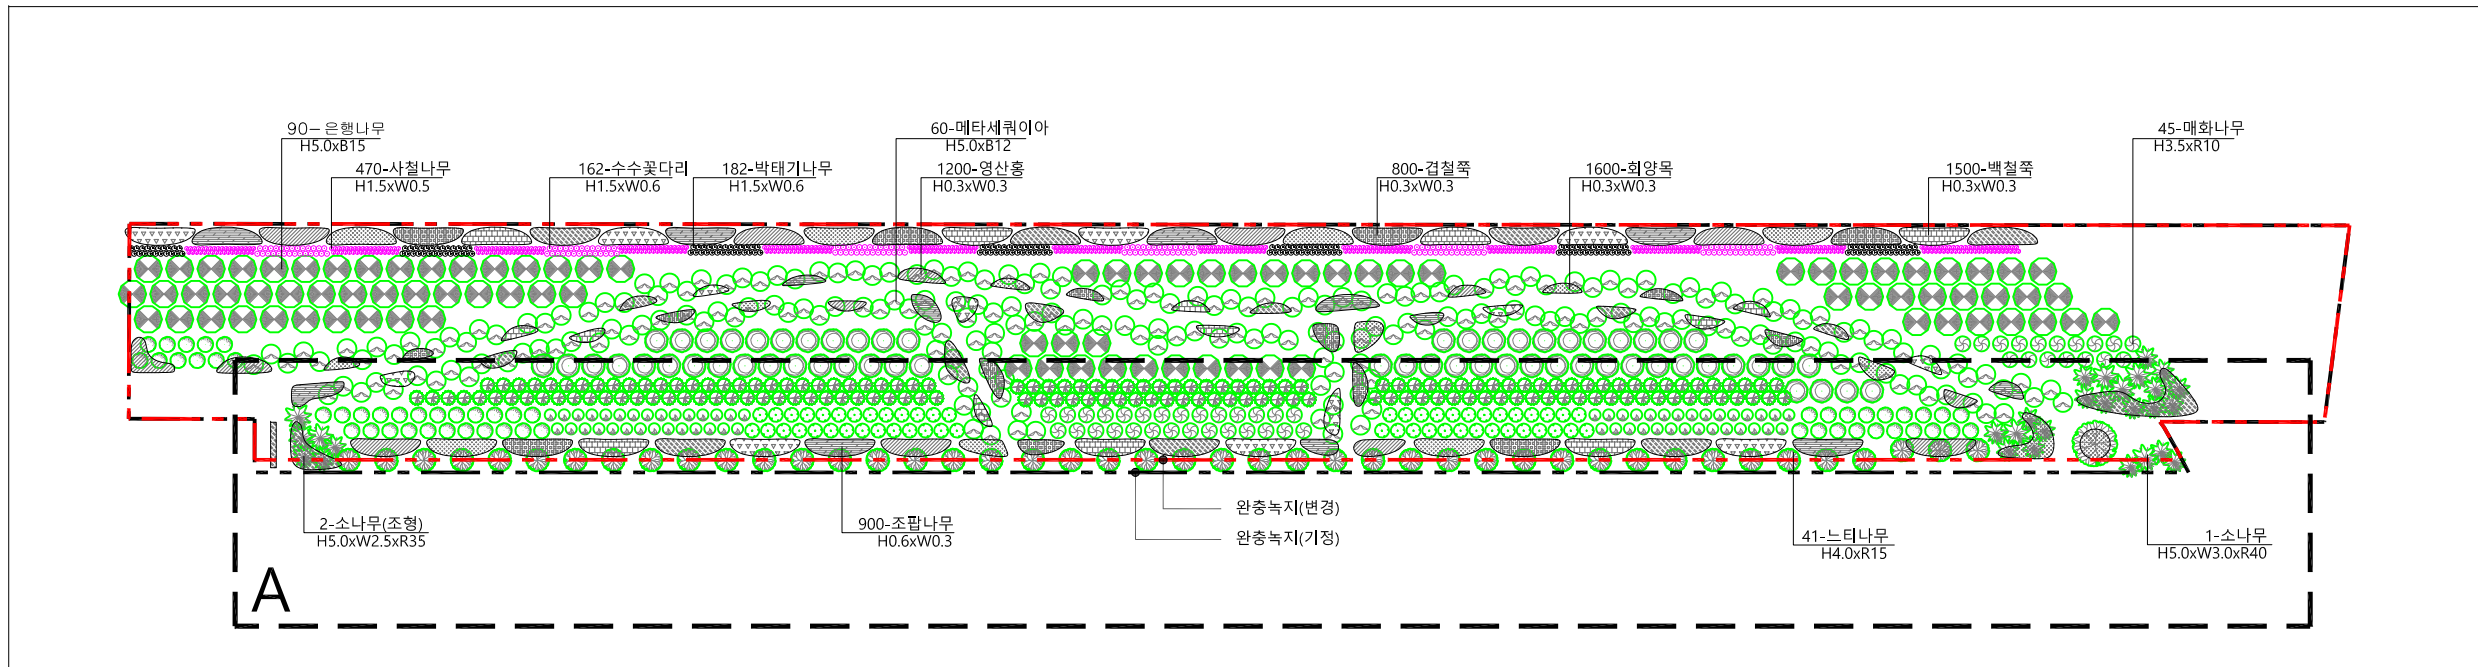 90-은행나무
H5.0xB15
60-메타세쿼이아
H5.0xB12
45-매화나무
H3.5xR10
470-사철나무
H1.5xW0.5
162-수수꽃다리
H1.5xW0.6
182-박태기나무
H1.5xW0.6
1200-영산홍
H0.3xW0.3
800-겹철쭉
H0.3xW0.3
1600-회양목
H0.3xW0.3
1500-백철쭉
H0.3xW0.3
2-소나무(조형)
H5.0xW2.5xR35
900-조팝나무
H0.6xW0.3
완충녹지(변경)
완충녹지(기정)
41-느티나무
H4.0xR15
1-소나무
H5.0xW3.0xR40
A